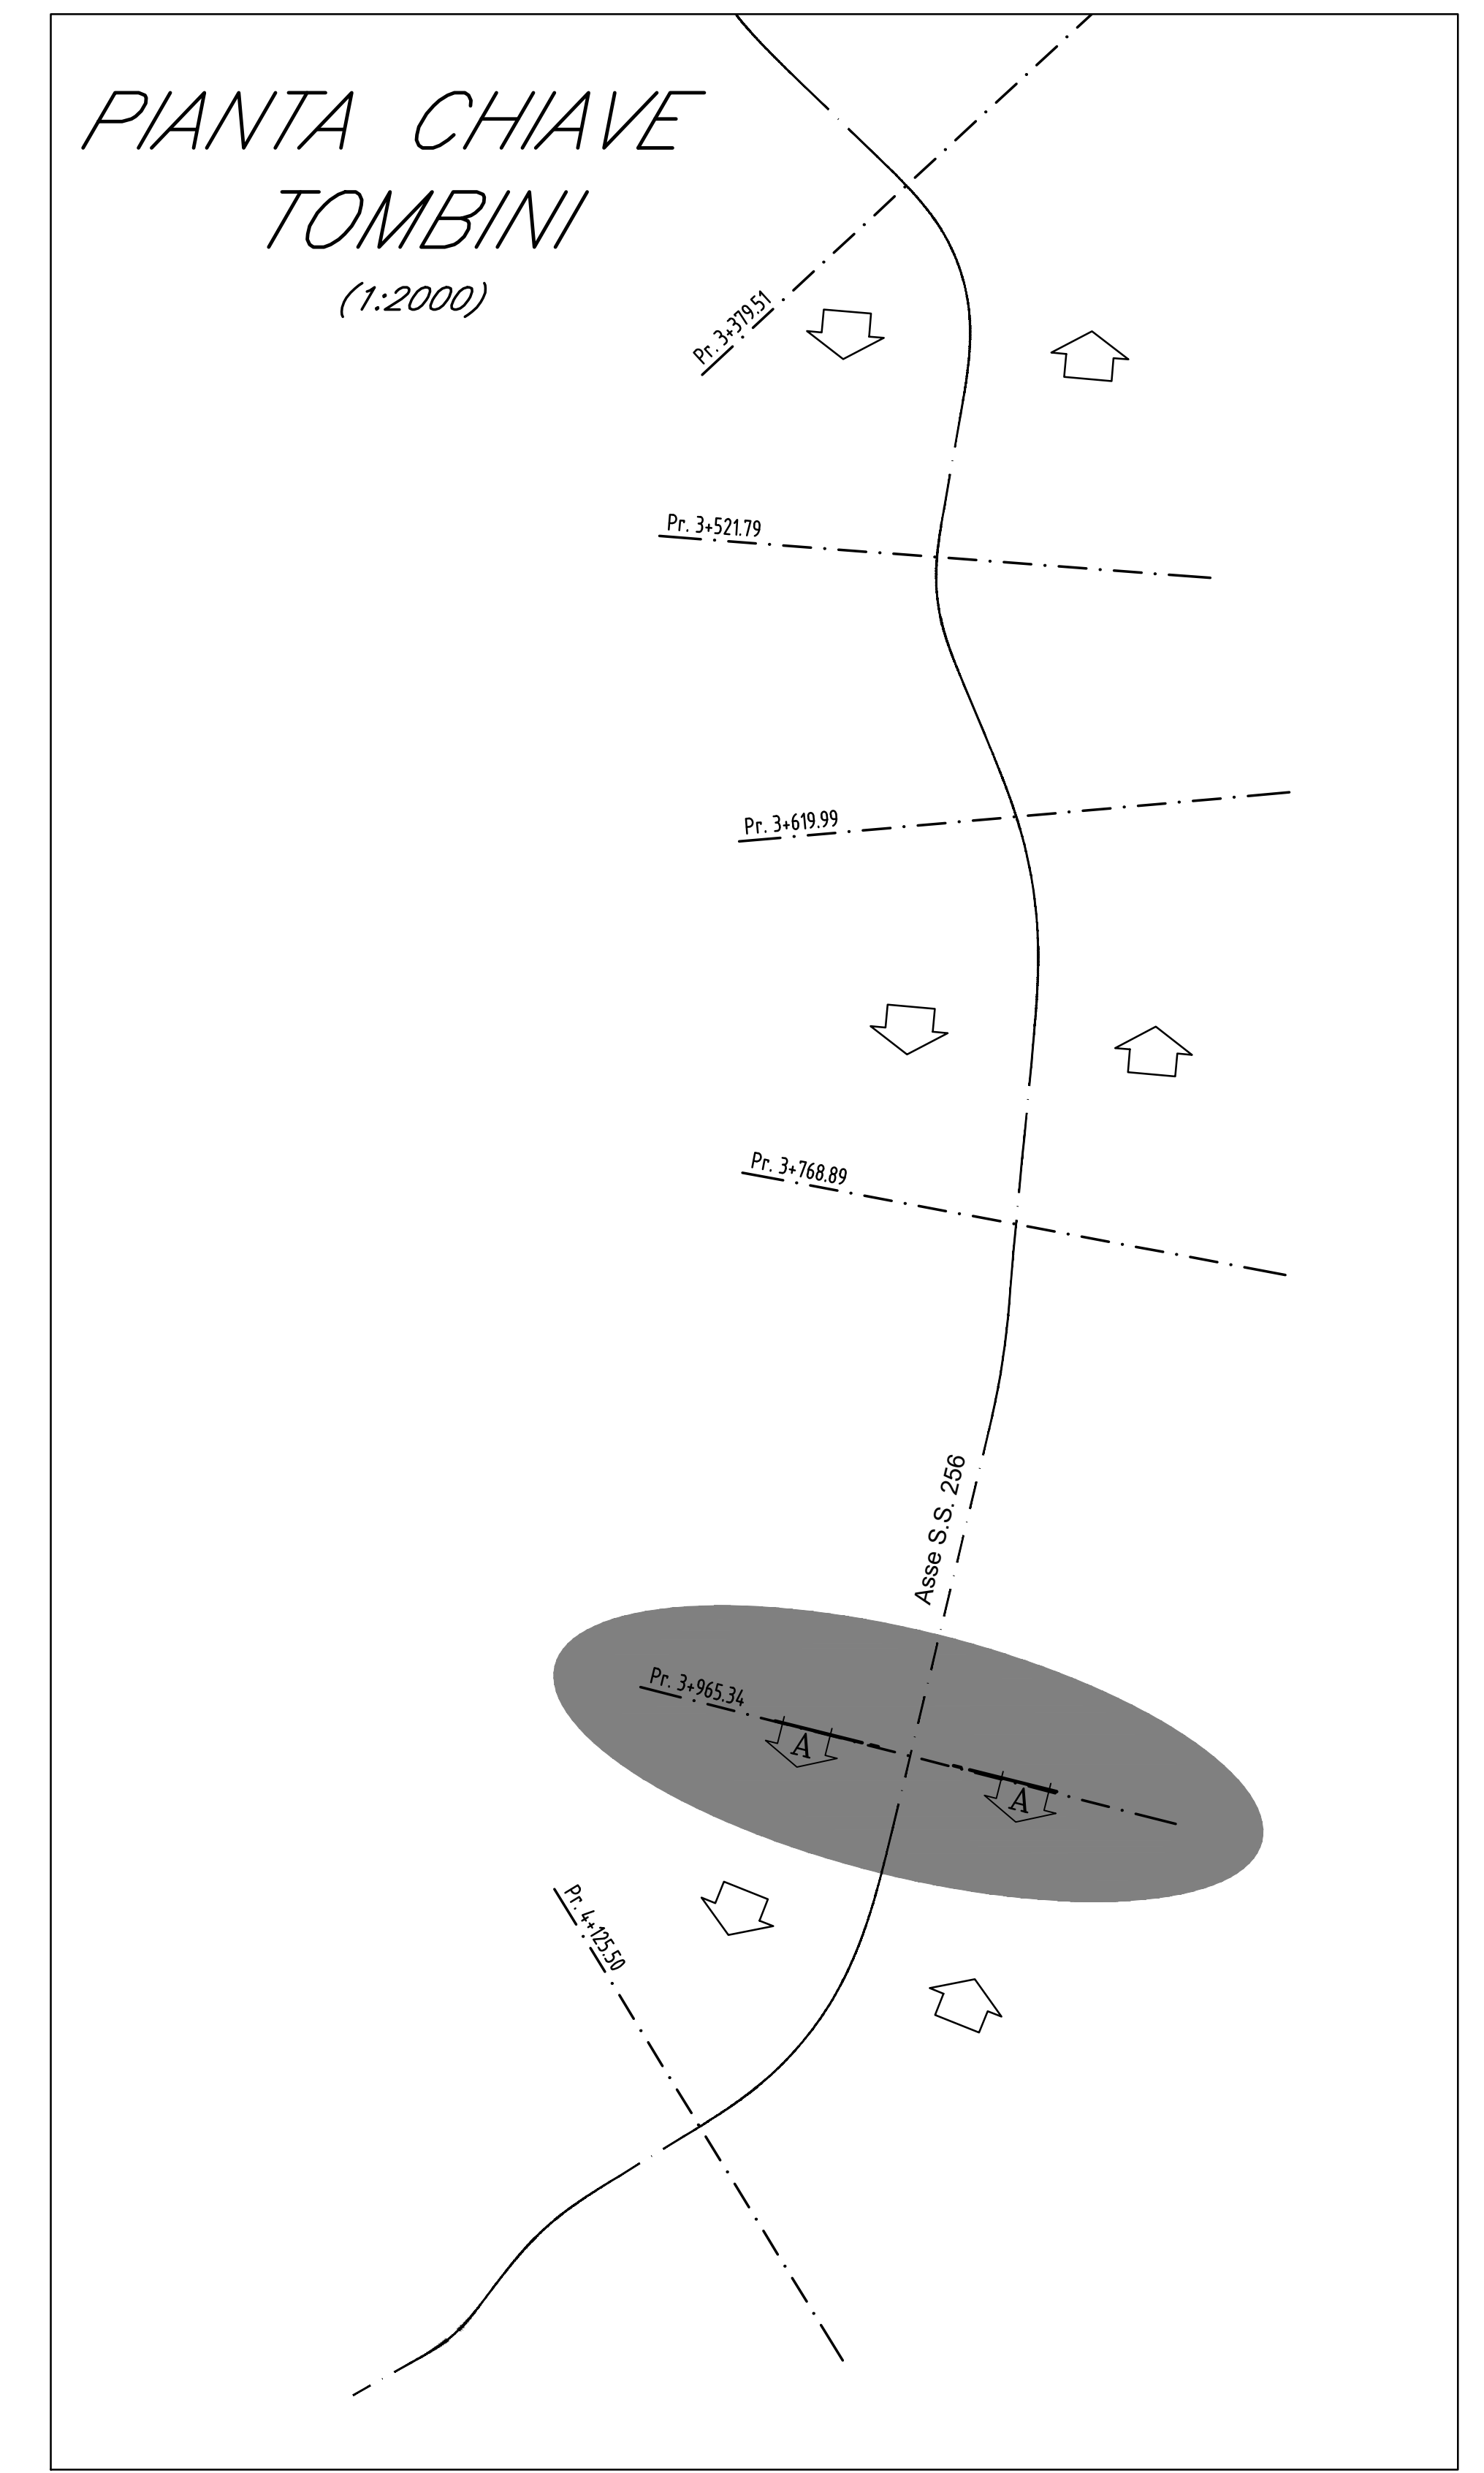 PIANTA CHIAVE
TOMBINI
(1:2000)
Pr. 3+379.51
Pr. 3+521.79
Pr. 3+619.99
Pr. 3+768.89
Asse S.S. 256
Pr. 3+965.34
A
A
Pr. 4+125.50